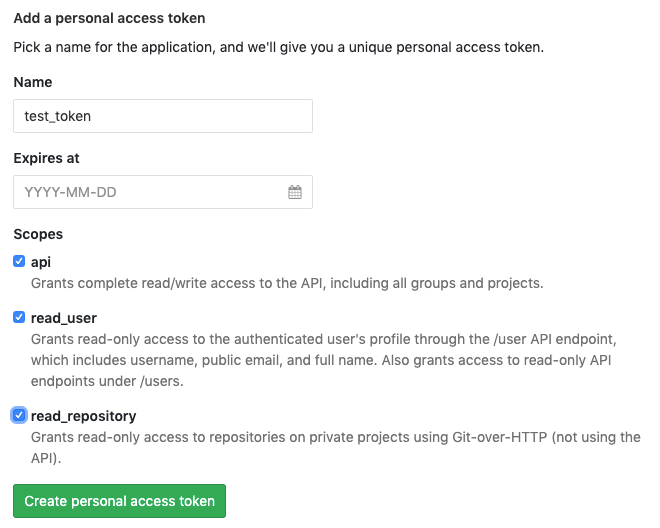 Add a personal access token
Pick a name for the application, and we'll give you a unique personal access token.
Name
test_token
Expires at
YYYY-MM-DD
Scopes
api
Grants complete read/write access to the API, including all groups and projects.
read_user
Grants read-only access to the authenticated user's profile through the /user API endpoint,
which includes username, public email, and full name. Also grants access to read-only API
endpoints under /users.
read_repository
Grants read-only access to repositories on private projects using Git-over-HTTP (not using the
API).
Create personal access token